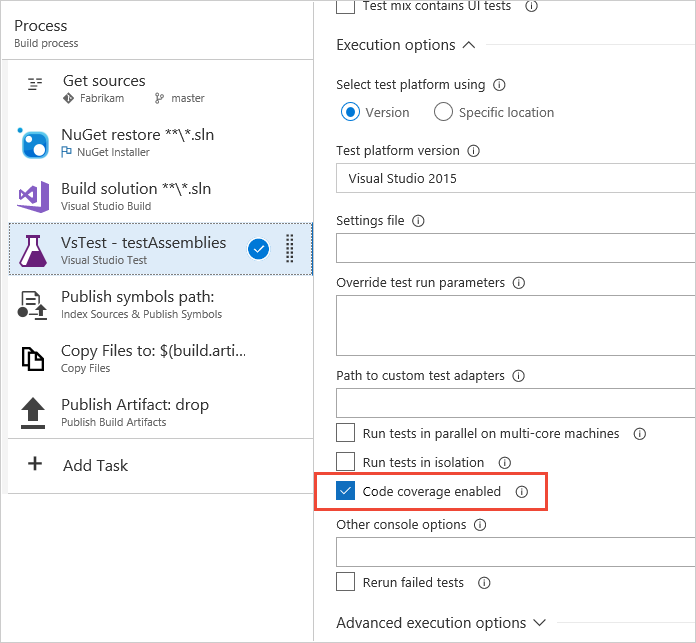 Process
Build process
Get sources
Fabrikam master
NuGet restore **\*.sln
NuGet Installer
Build solution **\*.sln
Visual Studio Build
VsTest - testAssemblies
Visual Studio Test
Publish symbols path:
Index Sources & Publish Symbols
Copy Files to: $(build.arti...
Copy Files
Publish Artifact: drop
Publish Build Artifacts
Add Task
Test mix contains UI tests
Execution options
Select test platform using
Version Specific location
Test platform version
Visual Studio 2015
Settings file
Override test run parameters
Path to custom test adapters
Run tests in parallel on multi-core machines
Run tests in isolation
Code coverage enabled
Other console options
Rerun failed tests
Advanced execution options